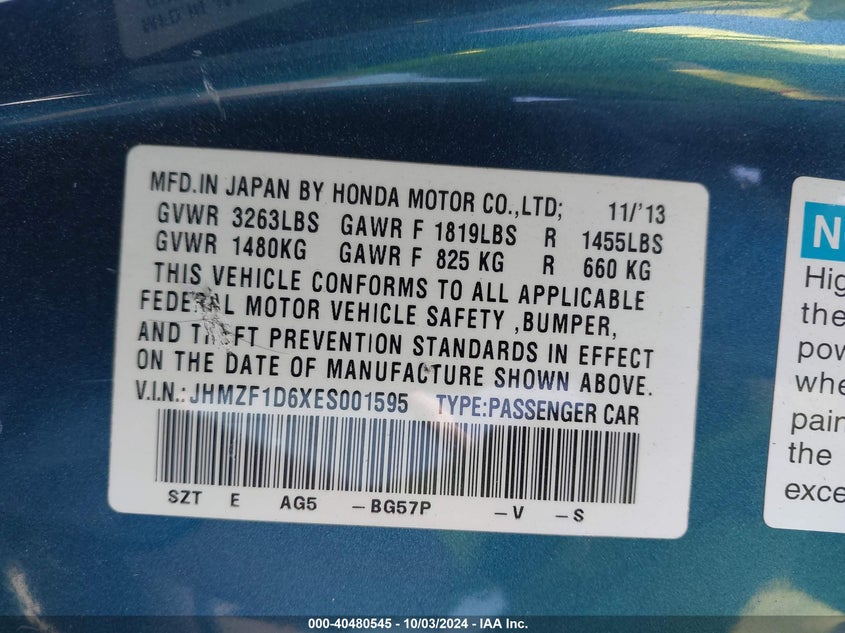 MFD.IN JAPAN BY HONDA MOTOR CO.,LTD; 11/'13
GVWR 3263LBS GAWR F 1819LBS R 1455LBS
GVWR 1480KG GAWR F 825 KG R 660 KG
THIS VEHICLE CONFORMS TO ALL APPLICABLE
FEDERAL MOTOR VEHICLE SAFETY ,BUMPER,
AND THEFT PREVENTION STANDARDS IN EFFECT
ON THE DATE OF MANUFACTURE SHOWN ABOVE.
V.I.N.:JHMZF1D6XES001595 TYPE:PASSENGER CAR
SZT E AG5 -BG57P -V -S
the
pow
whe
pain
the
exce
000-40480545 - 10/03/2024 - IAA Inc.